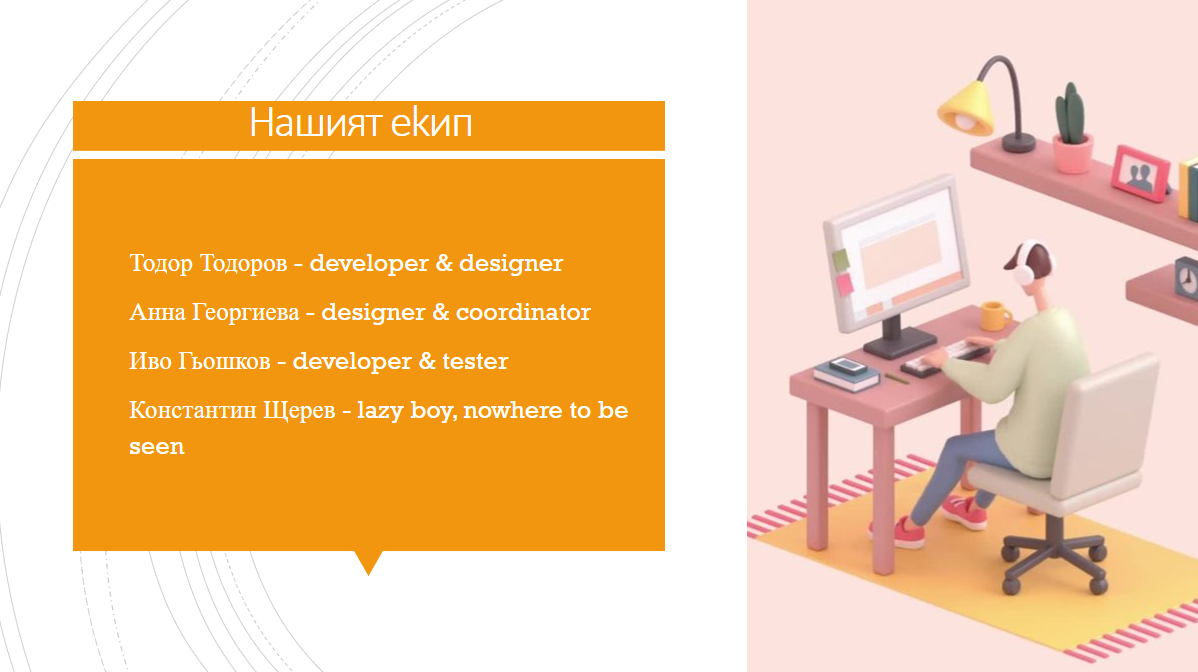 Нашият екип
Тодор Тодоров - developer & designer
Анна Георгиева - designer & coordinator
Иво Гьошков - developer & tester
Константин Щерев - lazy boy, nowhere to be
seen